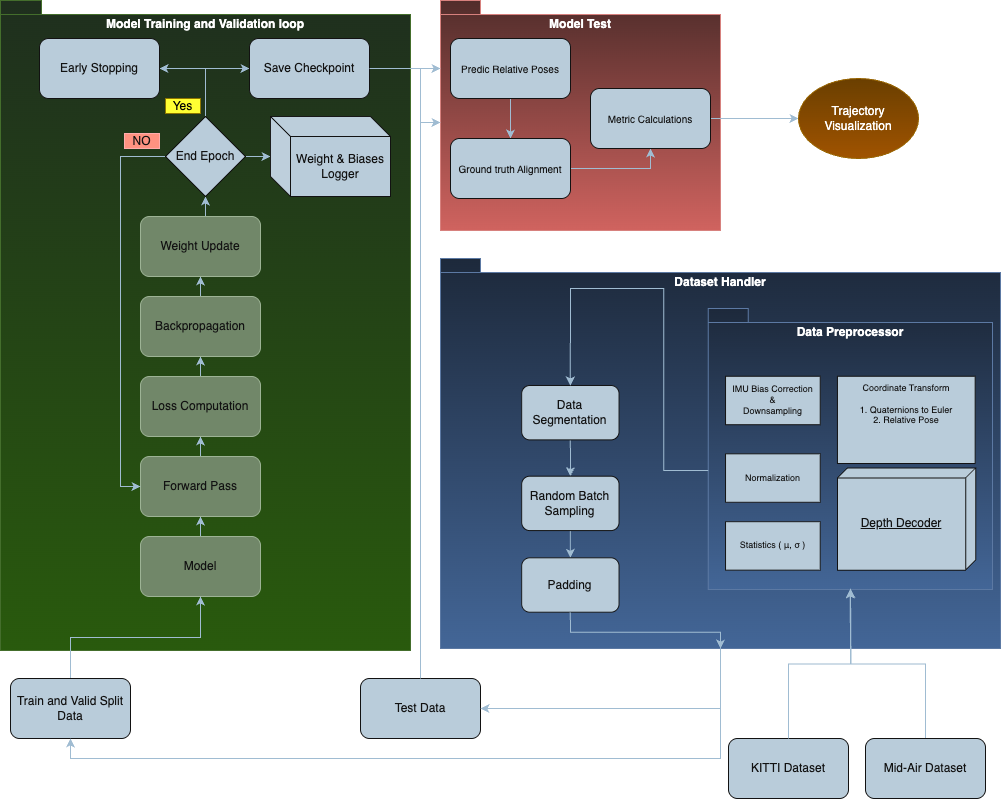 Model Training and Validation loop
Early Stopping
Save Checkpoint
Yes
NO
End Epoch
Weight & Biases
Logger
Weight Update
Backpropagation
Loss Computation
Forward Pass
Model
Train and Valid Split
Data
Model Test
Predic Relative Poses
Ground truth Alignment
Metric Calculations
Trajectory
Visualization
Dataset Handler
Data
Segmentation
Random Batch
Sampling
Padding
Data Preprocessor
IMU Bias Correction
&
Downsampling
Coordinate Transform
1. Quaternions to Euler
2. Relative Pose
Normalization
Statistics ( μ, σ )
Depth Decoder
Test Data
KITTI Dataset
Mid-Air Dataset